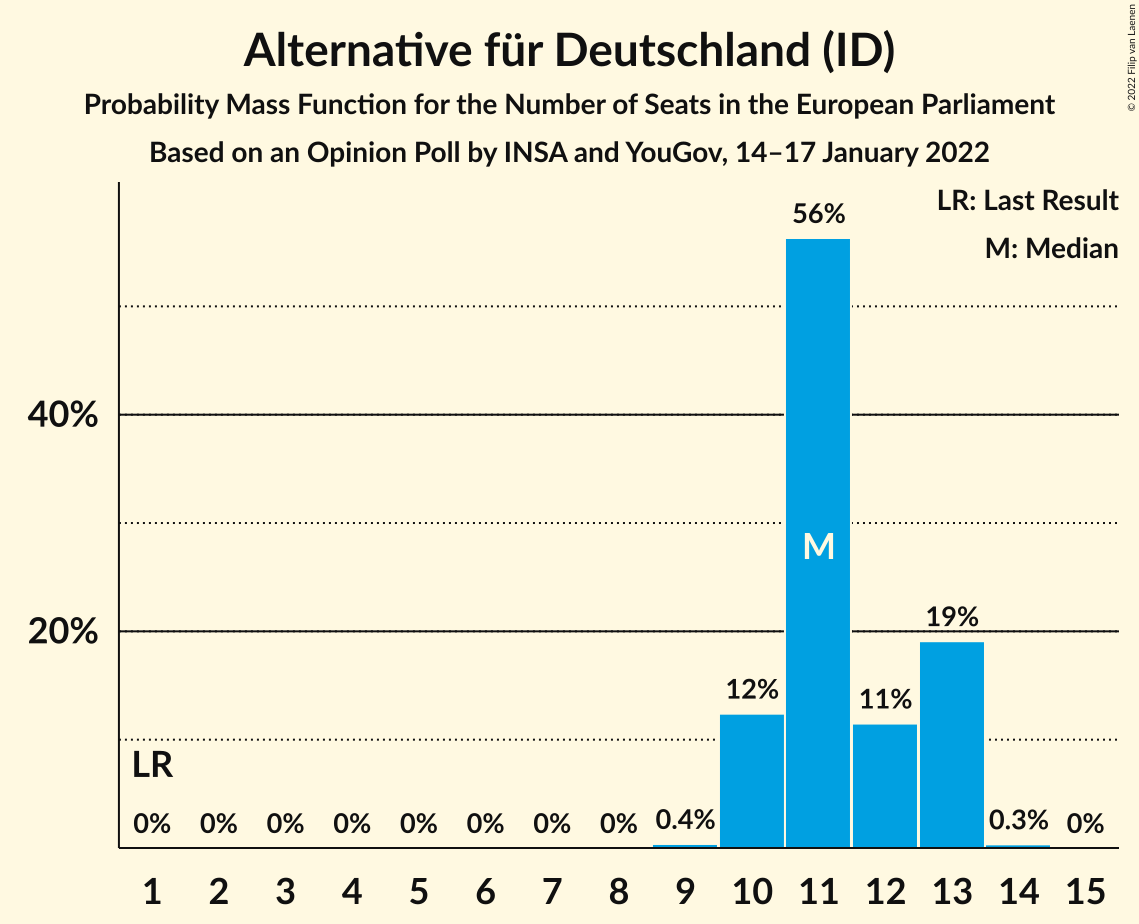 Alternative für Deutschland (ID)
Probability Mass Function for the Number of Seats in the European Parliament
Based on an Opinion Poll by INSA and YouGov, 14–17 January 2022
© 2022 Filip van Laenen
LR: Last Result
M: Median
56%
40%
M
20%
19%
12%
11%
LR
0% 0% 0% 0% 0% 0% 0% 0% 0.4% 0.3% 0%
1 2 3 4 5 6 7 8 9 10 11 12 13 14 15